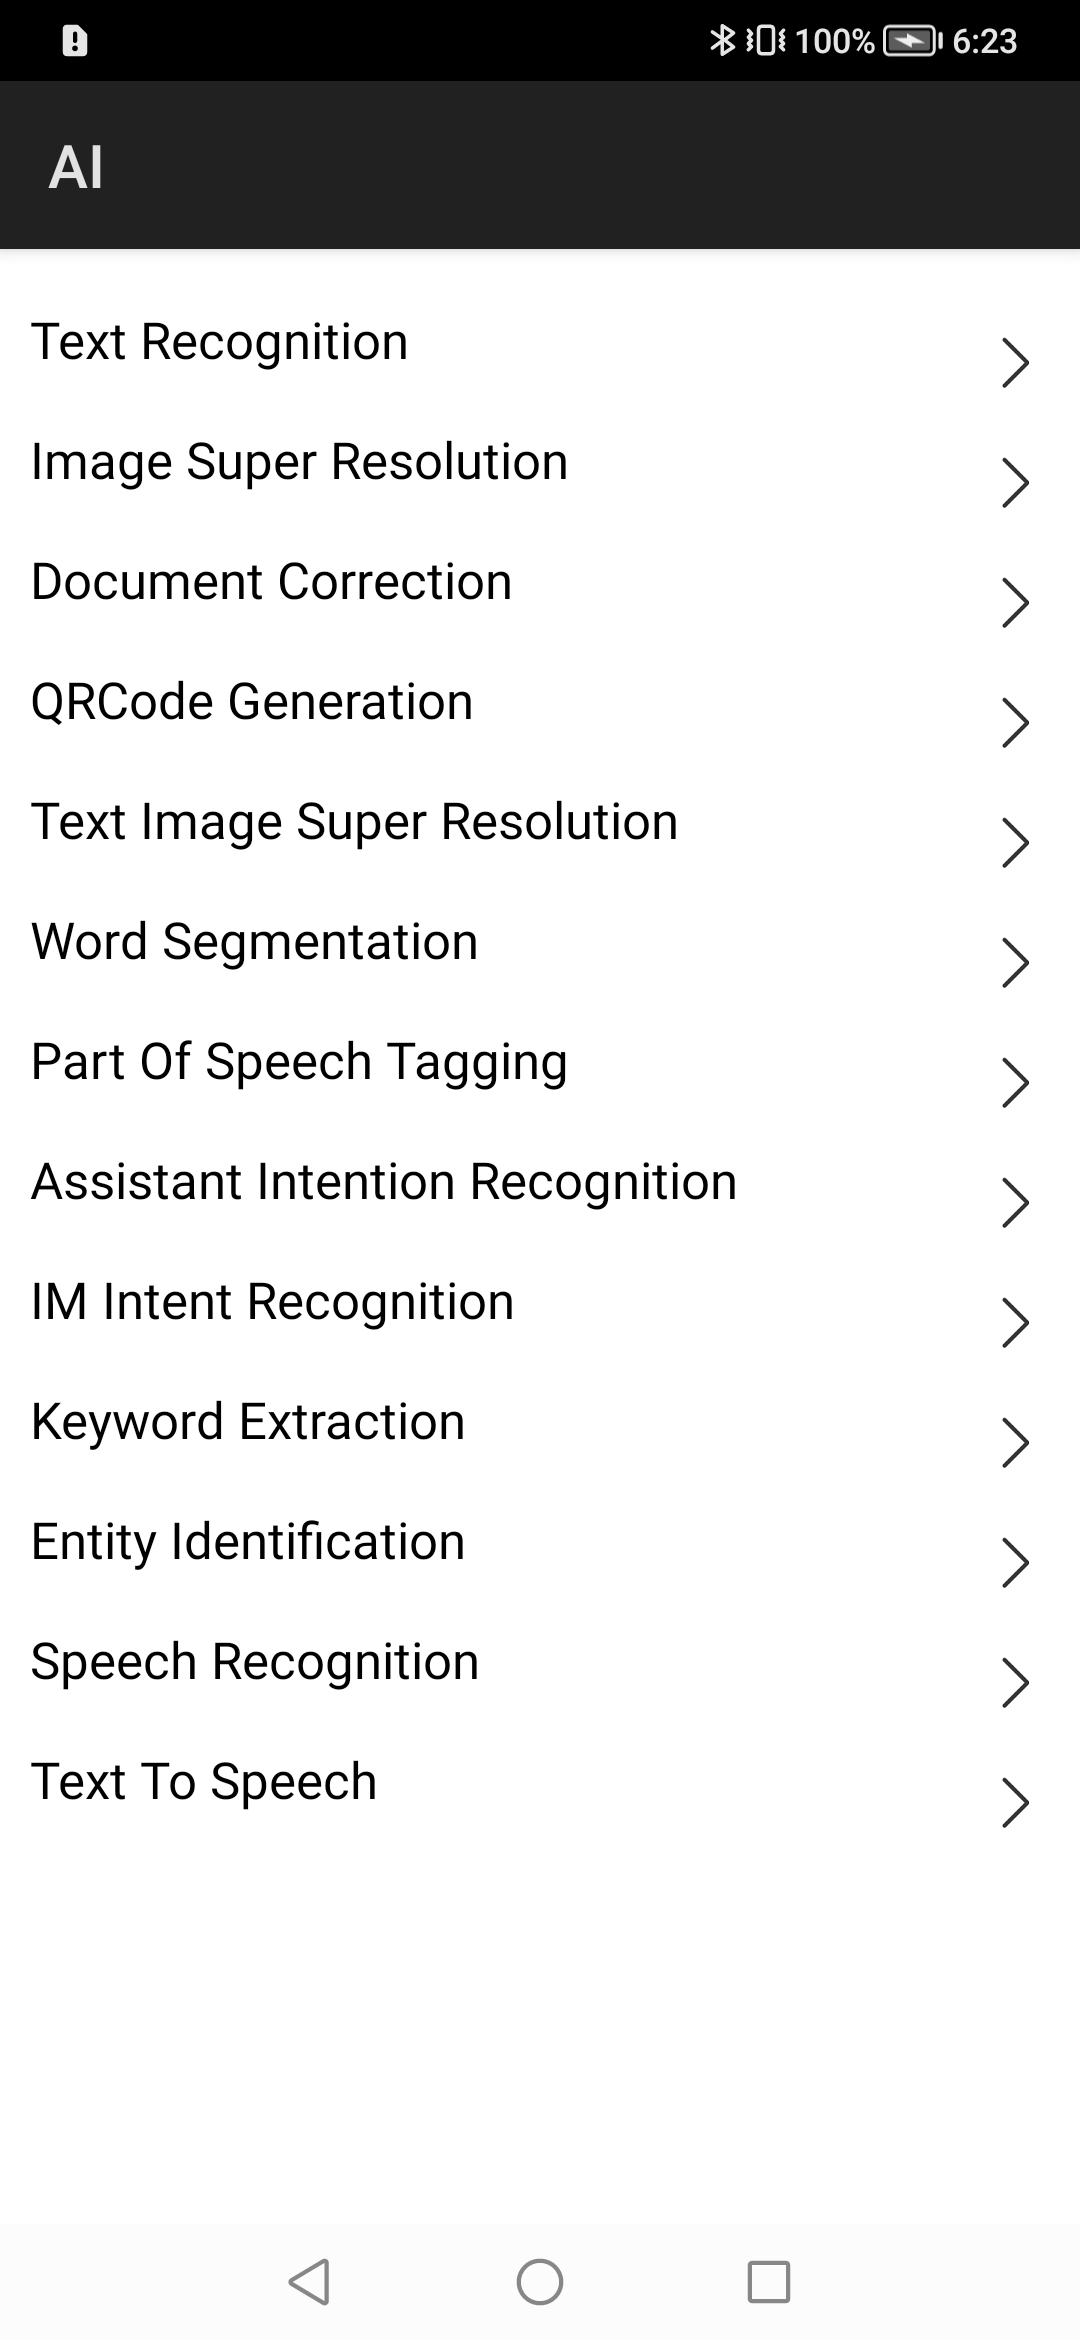 100% 6:23
AI
Text Recognition
Image Super Resolution
Document Correction
QRCode Generation
Text Image Super Resolution
Word Segmentation
Part Of Speech Tagging
Assistant Intention Recognition
IM Intent Recognition
Keyword Extraction
Entity Identification
Speech Recognition
Text To Speech